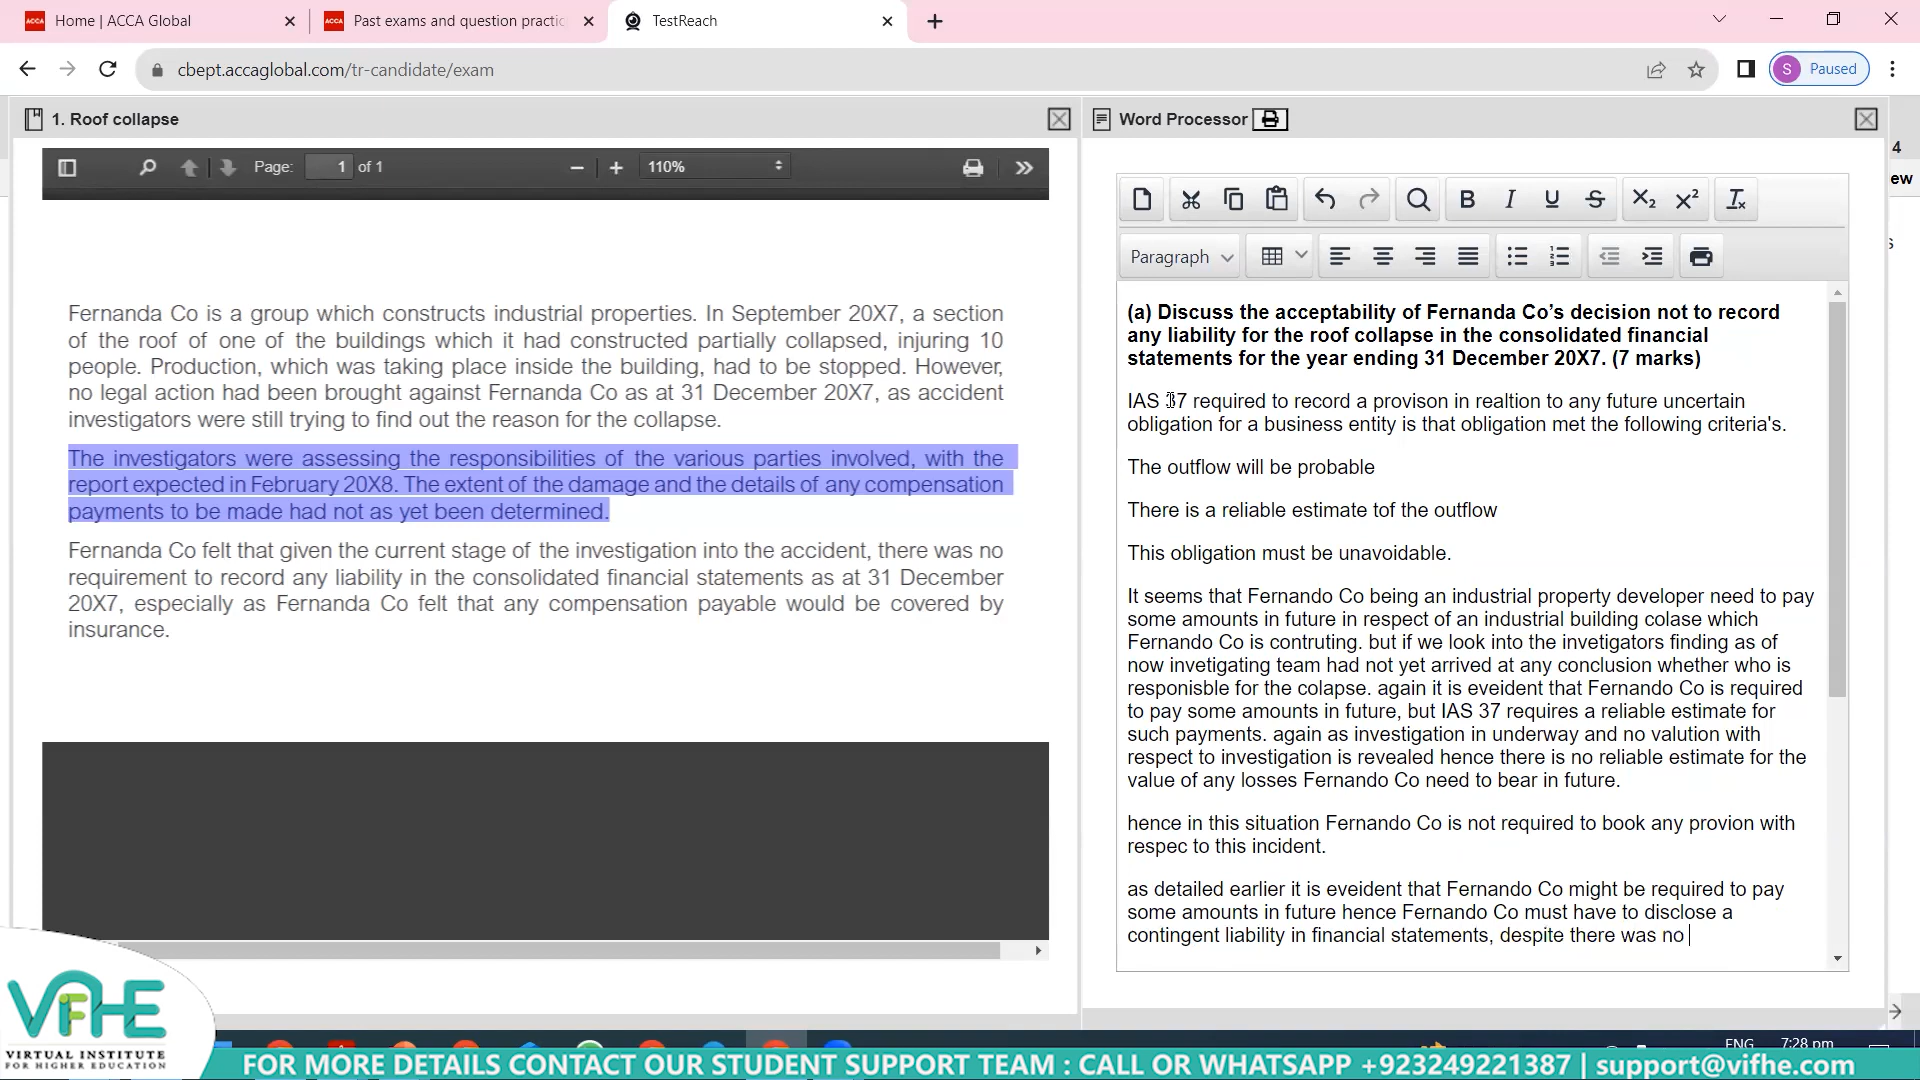 Home | ACCA Global
Past exams and question practic
TestReach
cbept.accaglobal.com/tr-candidate/exam
S
Paused
1. Roof collapse
Page: 1 of 1
110%
Fernanda Co is a group which constructs industrial properties. In September 20X7, a section
of the roof of one of the buildings which it had constructed partially collapsed, injuring 10
people. Production, which was taking place inside the building, had to be stopped. However,
no legal action had been brought against Fernanda Co as at 31 December 20X7, as accident
investigators were still trying to find out the reason for the collapse.
The investigators were assessing the responsibilities of the various parties involved, with the
report expected in February 20X8. The extent of the damage and the details of any compensation
payments to be made had not as yet been determined.
Fernanda Co felt that given the current stage of the investigation into the accident, there was no
requirement to record any liability in the consolidated financial statements as at 31 December
20X7, especially as Fernanda Co felt that any compensation payable would be covered by
insurance.
Word Processor
Paragraph
(a) Discuss the acceptability of Fernanda Co's decision not to record
any liability for the roof collapse in the consolidated financial
statements for the year ending 31 December 20X7. (7 marks)
IAS 37 required to record a provison in realtion to any future uncertain
obligation for a business entity is that obligation met the following criteria's.
The outflow will be probable
There is a reliable estimate tof the outflow
This obligation must be unavoidable.
It seems that Fernando Co being an industrial property developer need to pay
some amounts in future in respect of an industrial building colase which
Fernando Co is contruting. but if we look into the invetigators finding as of
now invetigating team had not yet arrived at any conclusion whether who is
responisble for the colapse. again it is eveident that Fernando Co is required
to pay some amounts in future, but IAS 37 requires a reliable estimate for
such payments. again as investigation in underway and no valution with
respect to investigation is revealed hence there is no reliable estimate for the
value of any losses Fernando Co need to bear in future.
hence in this situation Fernando Co is not required to book any provion with
respec to this incident.
as detailed earlier it is eveident that Fernando Co might be required to pay
some amounts in future hence Fernando Co must have to disclose a
contingent liability in financial statements, despite there was no
4
ew
s
ENG
7:28 pm
VIFHE
VIRTUAL INSTITUTE
FOR HIGHER EDUCATION
FOR MORE DETAILS CONTACT OUR STUDENT SUPPORT TEAM : CALL OR WHATSAPP +923249221387 | support@vifhe.com